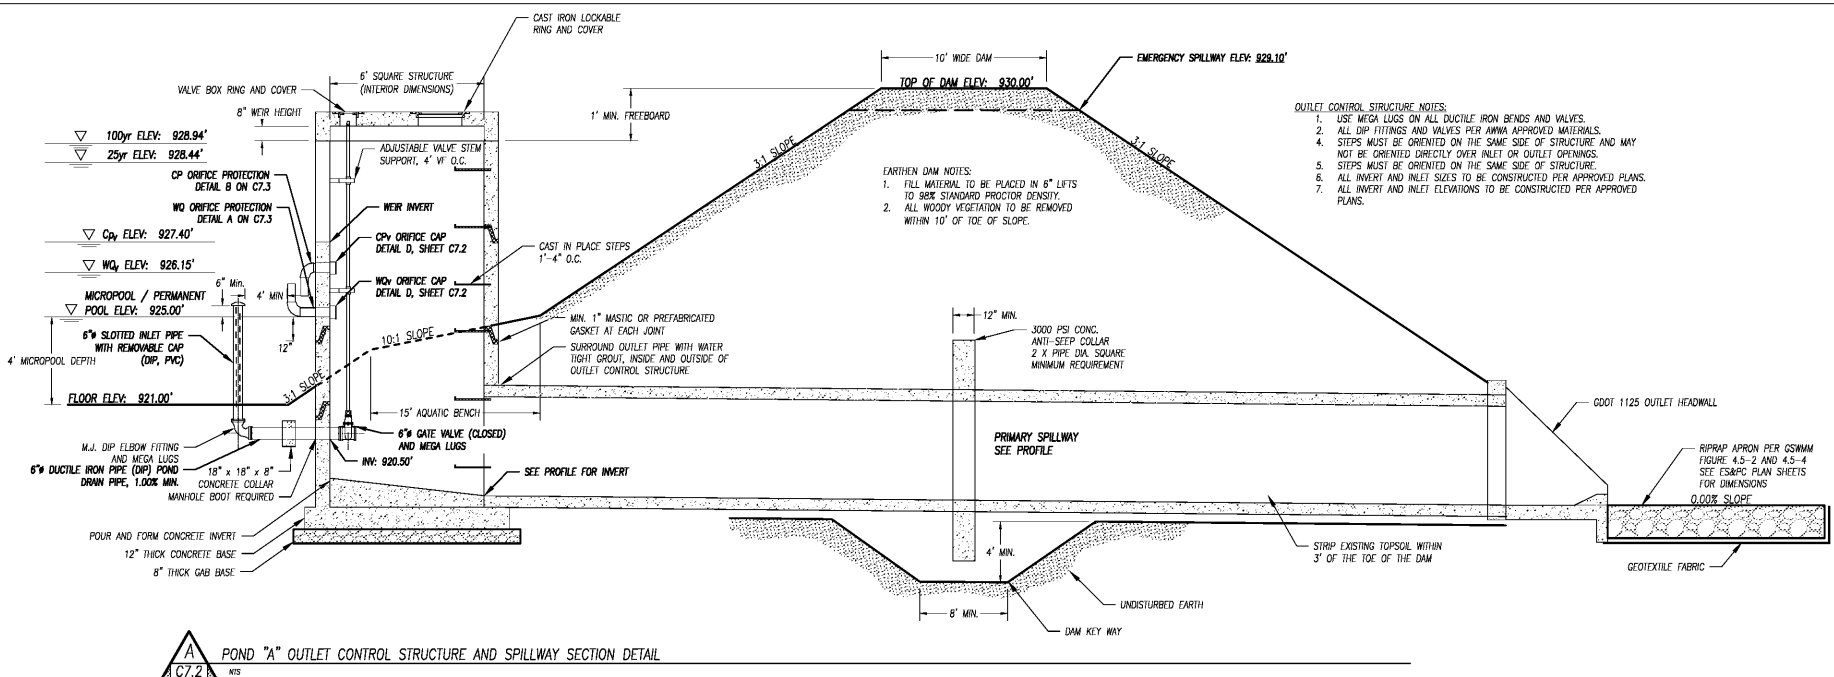 CAST IRON LOCKABLE
RING AND COVER
6' SQUARE STRUCTURE
(INTERIOR DIMENSIONS)
VALVE BOX RING AND COVER
8" WEIR HEIGHT
10' WIDE DAM
TOP OF DAM ELEV: 930.00'
EMERGENCY SPILLWAY ELEV: 929.10'
1' MIN. FREEBOARD
3:1 SLOPE
3:1 SLOPE
OUTLET CONTROL STRUCTURE NOTES:
1. USE MEGA LUGS ON ALL DUCTILE IRON BENDS AND VALVES.
2. ALL DIP FITTINGS AND VALVES PER AWWA APPROVED MATERIALS.
4. STEPS MUST BE ORIENTED ON THE SAME SIDE OF STRUCTURE AND MAY
NOT BE ORIENTED DIRECTLY OVER INLET OR OUTLET OPENINGS.
5. STEPS MUST BE ORIENTED ON THE SAME SIDE OF STRUCTURE.
6. ALL INVERT AND INLET SIZES TO BE CONSTRUCTED PER APPROVED PLANS.
7. ALL INVERT AND INLET ELEVATIONS TO BE CONSTRUCTED PER APPROVED
PLANS.
100yr ELEV: 928.94'
25yr ELEV: 928.44'
ADJUSTABLE VALVE STEM
SUPPORT, 4' VF O.C.
CP ORIFICE PROTECTION
DETAIL B ON C7.3
WQ ORIFICE PROTECTION
DETAIL A ON C7.3
WEIR INVERT
EARTHEN DAM NOTES:
1. FILL MATERIAL TO BE PLACED IN 6" LIFTS
TO 98% STANDARD PROCTOR DENSITY.
2. ALL WOODY VEGETATION TO BE REMOVED
WITHIN 10' OF TOE OF SLOPE.
CPv ELEV: 927.40'
CPv ORIFICE CAP
DETAIL D, SHEET C7.2
CAST IN PLACE STEPS
1'-4" O.C.
WQv ELEV: 926.15'
WQv ORIFICE CAP
DETAIL D, SHEET C7.2
6" Min.
4' MIN
MICROPOOL / PERMANENT
POOL ELEV: 925.00'
6"ø SLOTTED INLET PIPE
WITH REMOVABLE CAP
(DIP, PVC)
12"
4' MICROPOOL DEPTH
10:1 SLOPE
3:1 SLOPE
MIN. 1" MASTIC OR PREFABRICATED
GASKET AT EACH JOINT
SURROUND OUTLET PIPE WITH WATER
TIGHT GROUT, INSIDE AND OUTSIDE OF
OUTLET CONTROL STRUCTURE
12" MIN.
3000 PSI CONC.
ANTI-SEEP COLLAR
2 X PIPE DIA. SQUARE
MINIMUM REQUIREMENT
FLOOR ELEV: 921.00'
15' AQUATIC BENCH
GDOT 1125 OUTLET HEADWALL
M.J. DIP ELBOW FITTING
AND MEGA LUGS
6"ø DUCTILE IRON PIPE (DIP) POND
DRAIN PIPE, 1.00% MIN.
18" x 18" x 8"
CONCRETE COLLAR
MANHOLE BOOT REQUIRED
6"ø GATE VALVE (CLOSED)
AND MEGA LUGS
INV: 920.50'
SEE PROFILE FOR INVERT
PRIMARY SPILLWAY
SEE PROFILE
RIPRAP APRON PER GSWMM
FIGURE 4.5-2 AND 4.5-4
SEE ES&PC PLAN SHEETS
FOR DIMENSIONS
0.00% SLOPE
POUR AND FORM CONCRETE INVERT
12" THICK CONCRETE BASE
8" THICK GAB BASE
4' MIN.
8' MIN.
STRIP EXISTING TOPSOIL WITHIN
3' OF THE TOE OF THE DAM
GEOTEXTILE FABRIC
UNDISTURBED EARTH
DAM KEY WAY
A
C7.2
POND "A" OUTLET CONTROL STRUCTURE AND SPILLWAY SECTION DETAIL
NTS